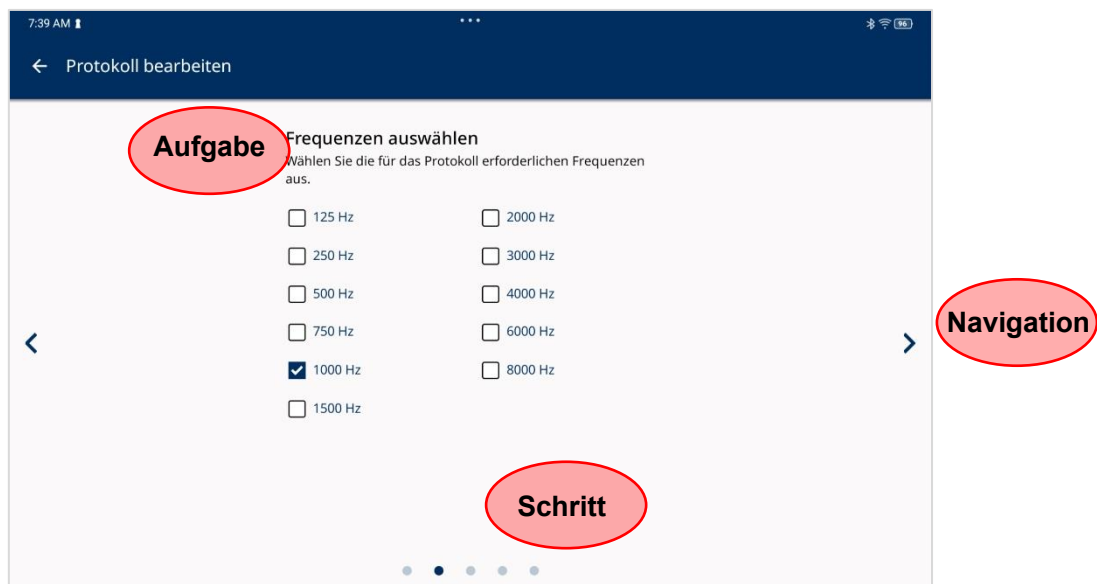 7:39 AM
96
Protokoll bearbeiten
Aufgabe
Frequenzen auswählen
Wählen Sie die für das Protokoll erforderlichen Frequenzen
aus.
125 Hz 2000 Hz
250 Hz 3000 Hz
500 Hz 4000 Hz
750 Hz 6000 Hz
1000 Hz 8000 Hz
1500 Hz
Navigation
Schritt